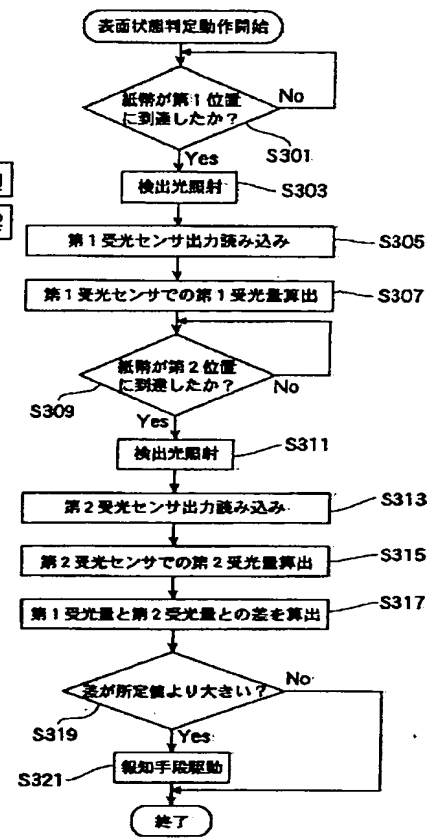 表面状態判定動作開始
紙幣が第1位置
に到達したか?
No
S301
Yes
検出光照射
S303
第1受光センサ出力読み込み
S305
第1受光センサでの第1受光量算出
S307
紙幣が第2位置
に到達したか?
No
S309
Yes
検出光照射
S311
第2受光センサ出力読み込み
S313
第2受光センサでの第2受光量算出
S315
第1受光量と第2受光量との差を算出
S317
差が所定値より大きい?
No
S319
Yes
報知手段駆動
S321
終了